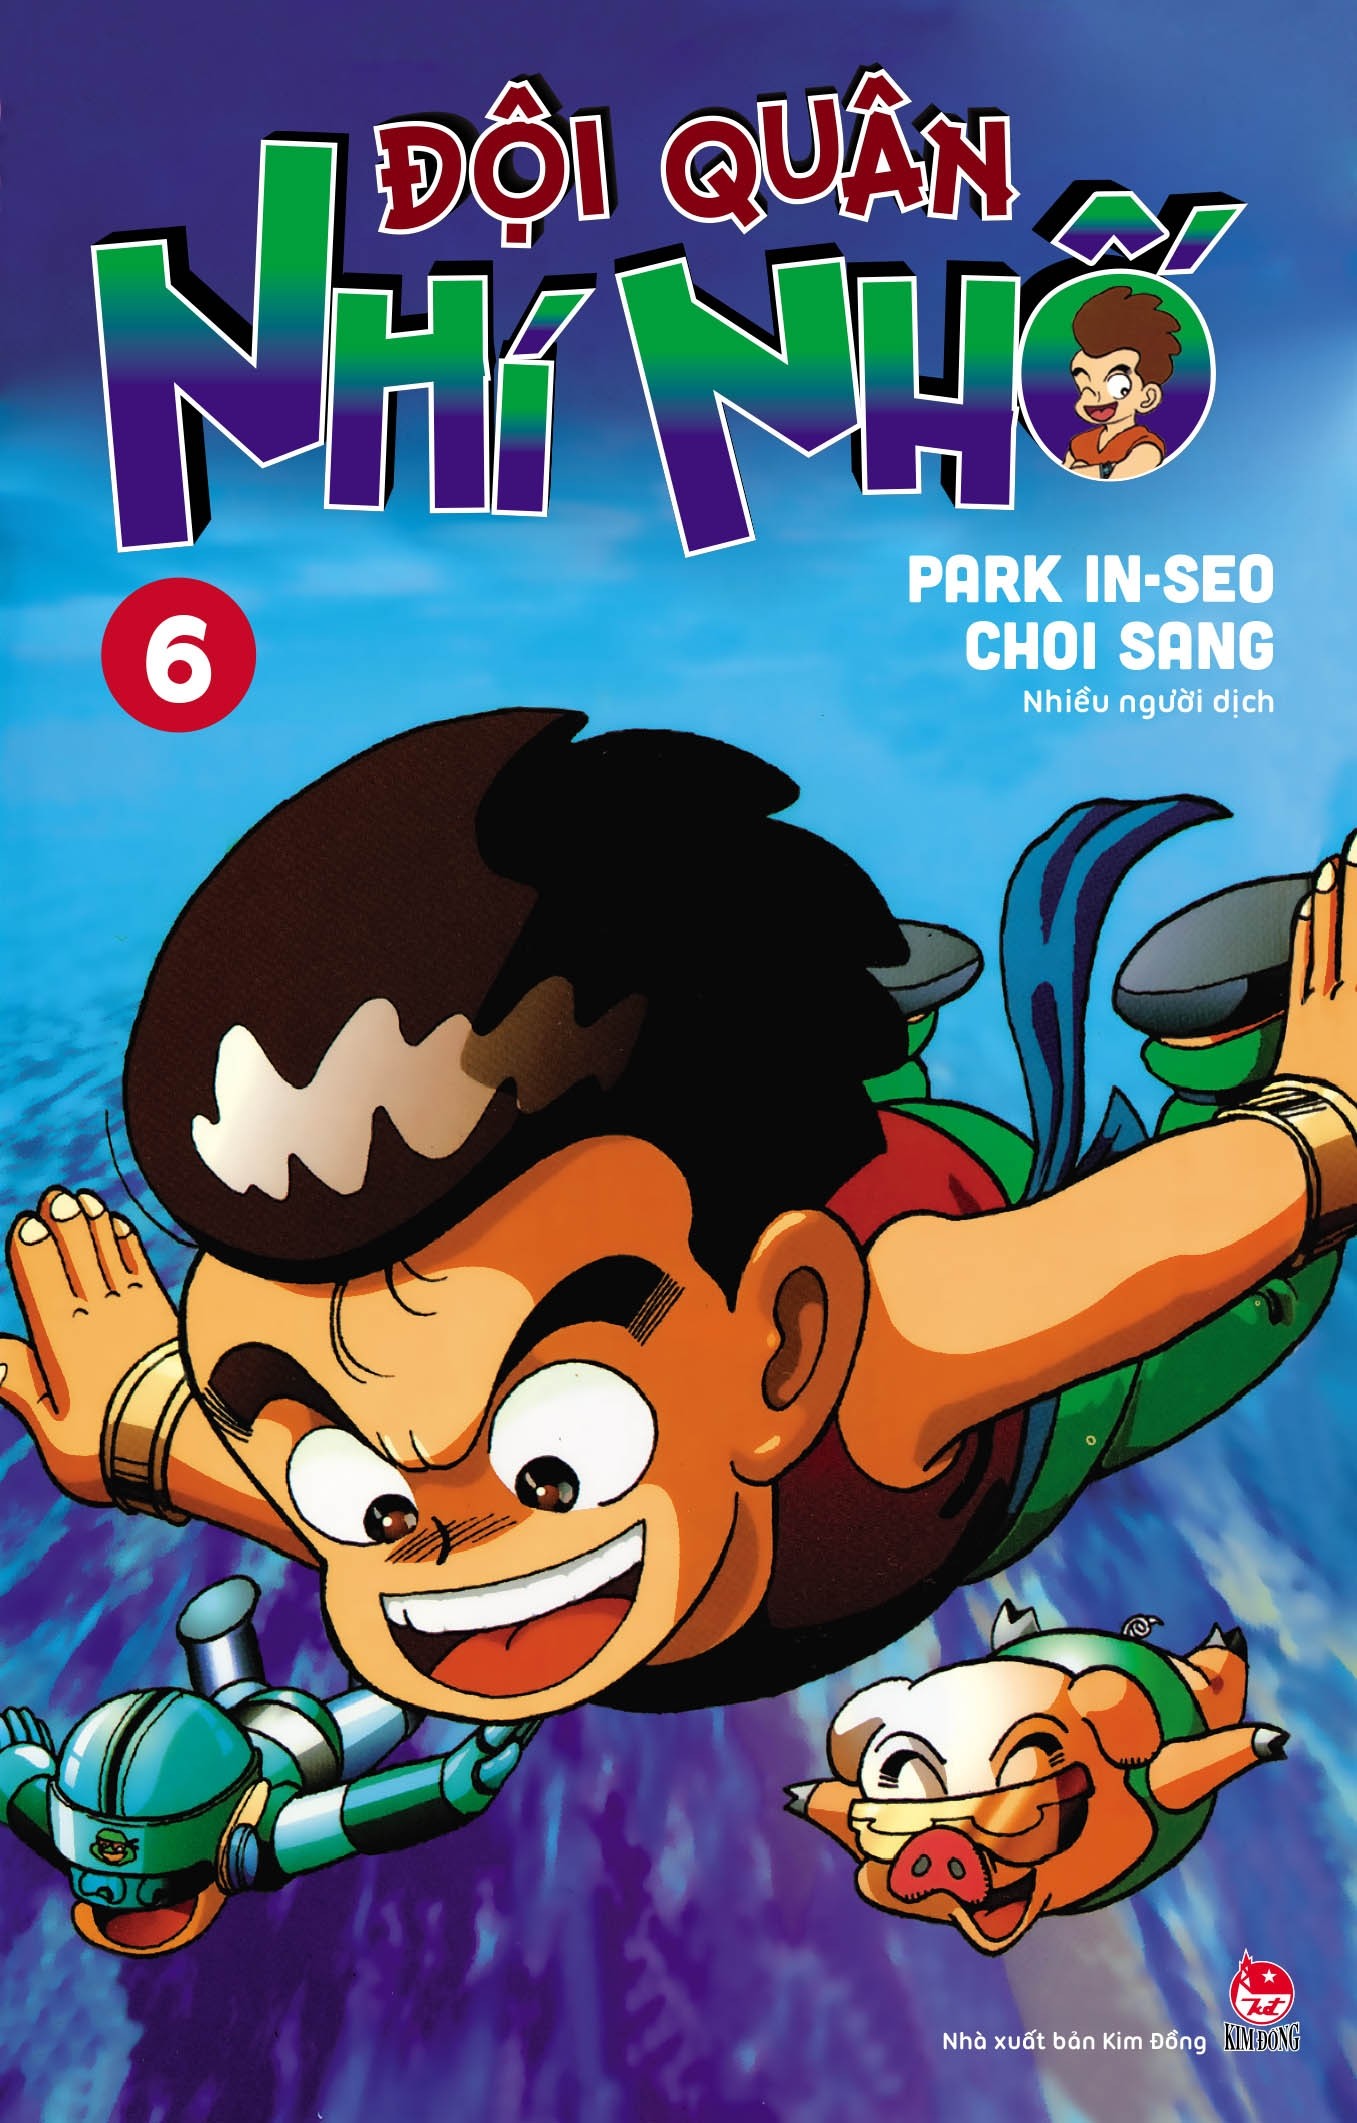 ĐỘI QUÂN
NHÍ NHỐ
6
PARK IN-SEO
CHOI SANG
Nhiều người dịch
Nhà xuất bản Kim Đồng
Kđ
KIM ĐỒNG